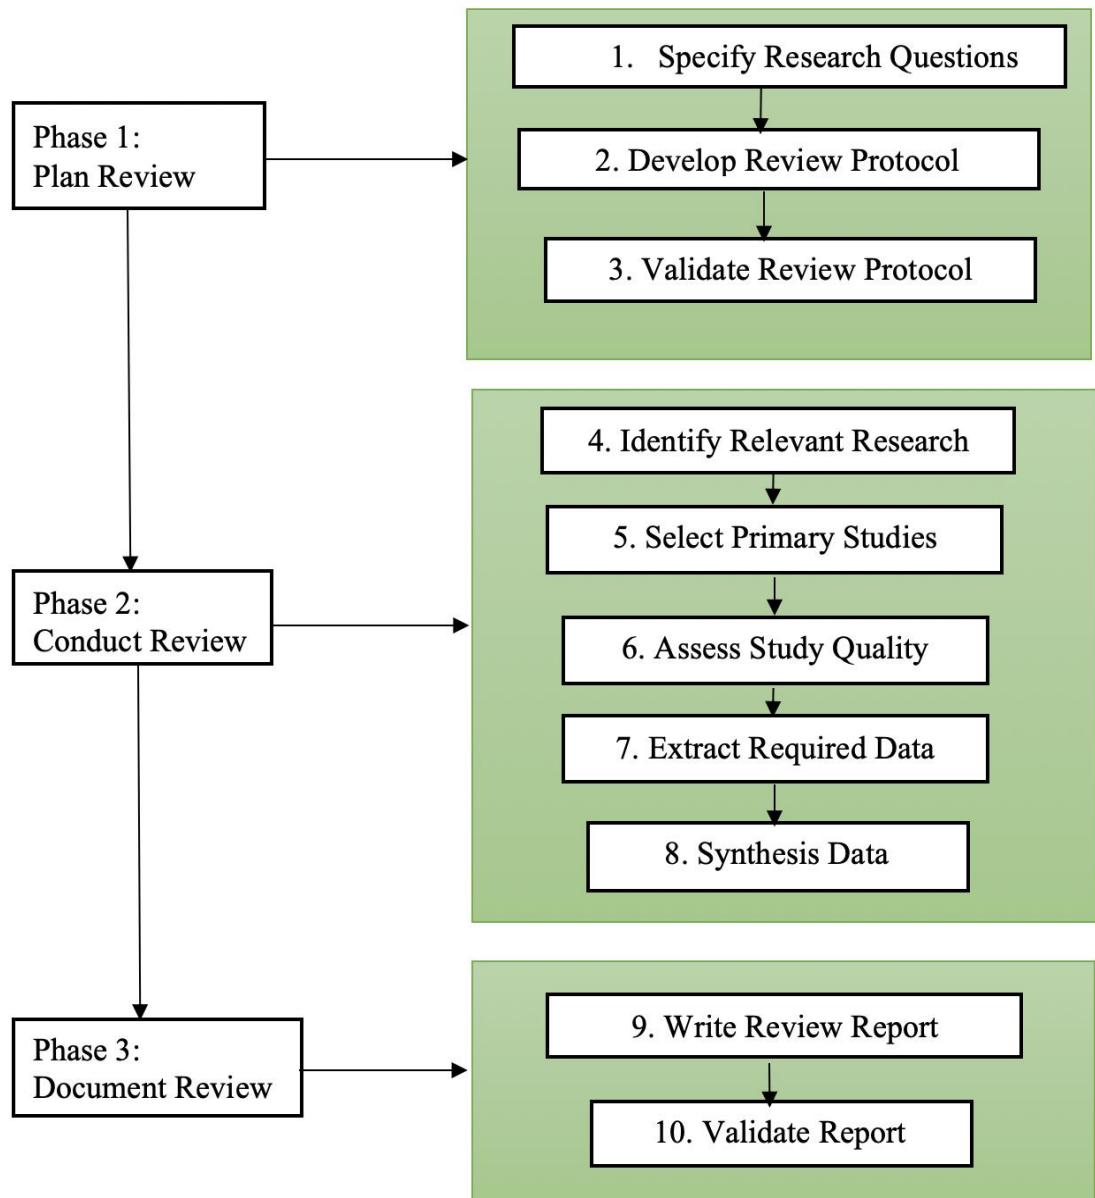 1. Specify Research Questions
Phase 1:
Plan Review
2. Develop Review Protocol
3. Validate Review Protocol
4. Identify Relevant Research
5. Select Primary Studies
Phase 2:
Conduct Review
6. Assess Study Quality
7. Extract Required Data
8. Synthesis Data
9. Write Review Report
Phase 3:
Document Review
10. Validate Report